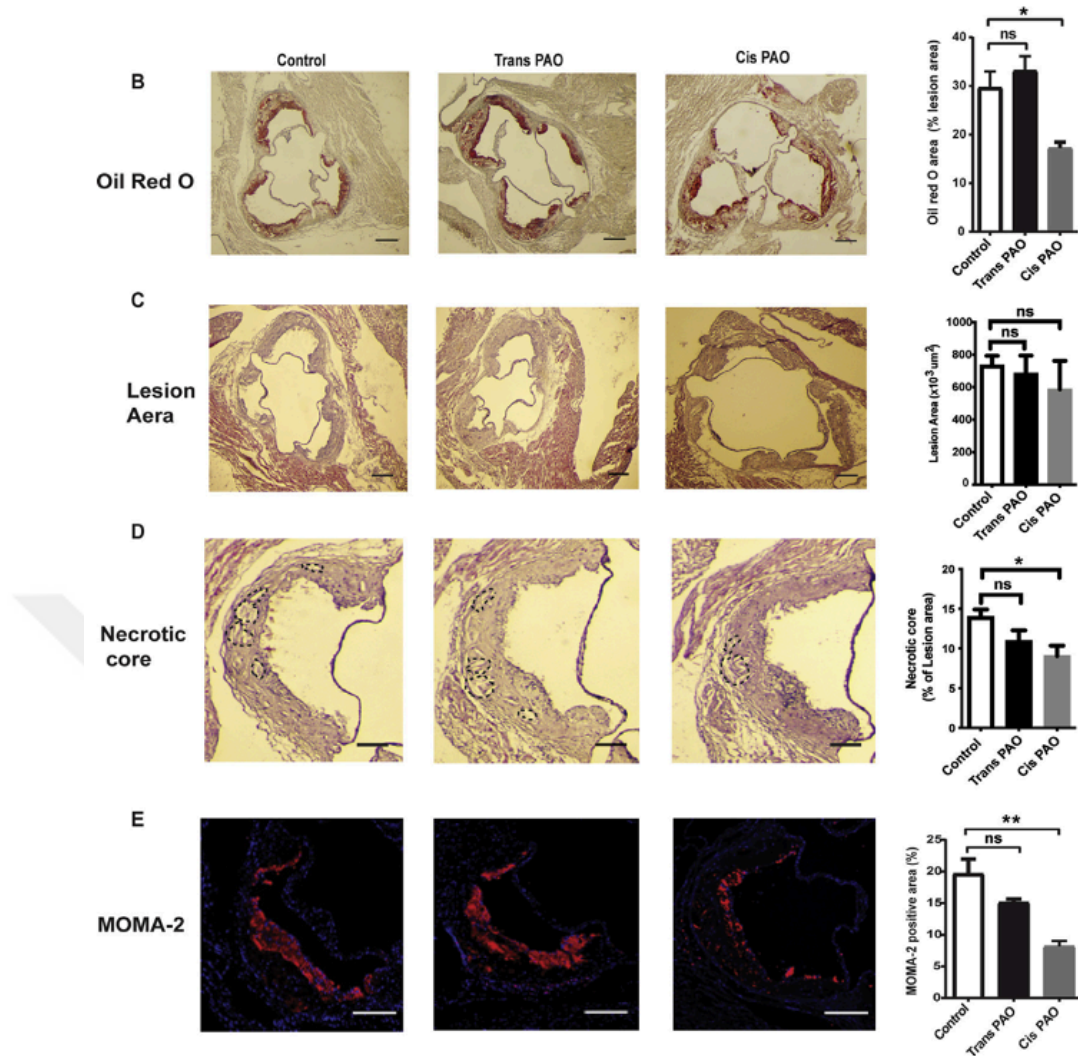 Control
Trans PAO
Cis PAO
B
Oil Red O
Oil red O area (% lesion area)
40
30
20
10
0
*
ns
Control
Trans PAO
Cis PAO
C
Lesion
Aera
Lesion Area (x10³um²)
1000
800
600
400
200
0
ns
ns
Control
Trans PAO
Cis PAO
D
Necrotic
core
Necrotic core
(% of Lesion area)
20
15
10
5
0
*
ns
Control
Trans PAO
Cis PAO
E
MOMA-2
MOMA-2 positive area (%)
25
20
15
10
5
0
**
ns
Control
Trans PAO
Cis PAO